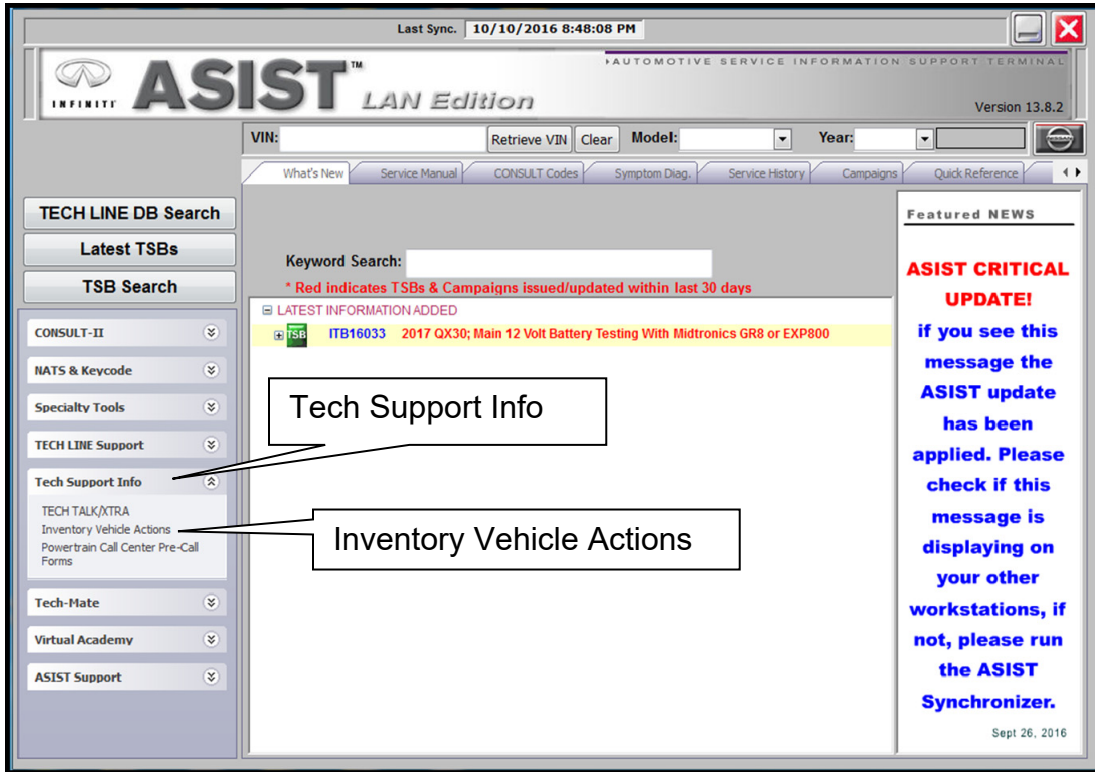 Last Sync. 10/10/2016 8:48:08 PM
INFINITI ASIST™ LAN Edition
AUTOMOTIVE SERVICE INFORMATION SUPPORT TERMINAL
Version 13.8.2
VIN: Retrieve VIN Clear Model: Year:
What's New Service Manual CONSULT Codes Symptom Diag. Service History Campaigns Quick Reference
TECH LINE DB Search
Latest TSBs
TSB Search
CONSULT-II
NATS & Keycode
Specialty Tools
TECH LINE Support
Tech Support Info
TECH TALK/XTRA
Inventory Vehicle Actions
Powertrain Call Center Pre-Call
Forms
Tech-Mate
Virtual Academy
ASIST Support
Keyword Search:
* Red indicates TSBs & Campaigns issued/updated within last 30 days
LATEST INFORMATION ADDED
TSB ITB16033 2017 QX30; Main 12 Volt Battery Testing With Midtronics GR8 or EXP800
Tech Support Info
Inventory Vehicle Actions
Featured NEWS
ASIST CRITICAL
UPDATE!
if you see this
message the
ASIST update
has been
applied. Please
check if this
message is
displaying on
your other
workstations, if
not, please run
the ASIST
Synchronizer.
Sept 26, 2016